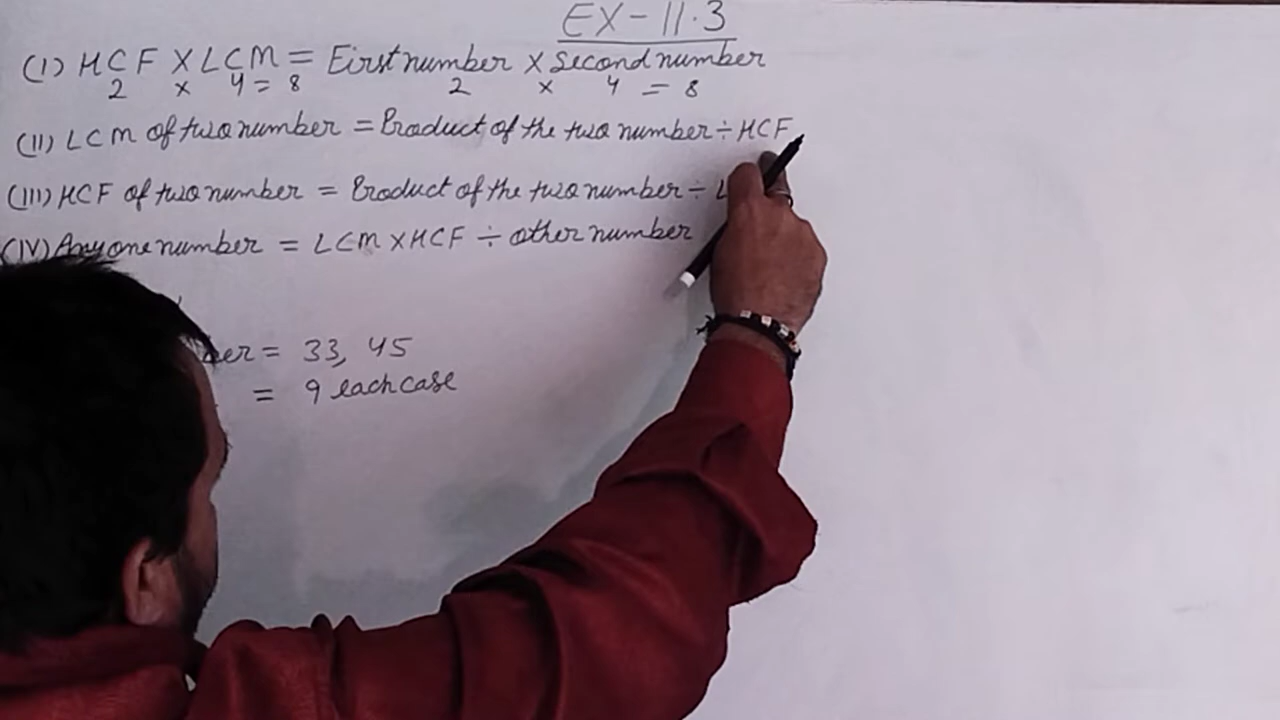 EX-11.3
(I) HCF X LCM = First number x second number
2 x 4 = 8 2 x 4 = 8
(II) LCM of two number = Product of the two number ÷ HCF
(III) HCF of two number = Product of the two number ÷ L
(IV) Any one number = LCM X HCF ÷ other number
= 33, 45
= 9 each case